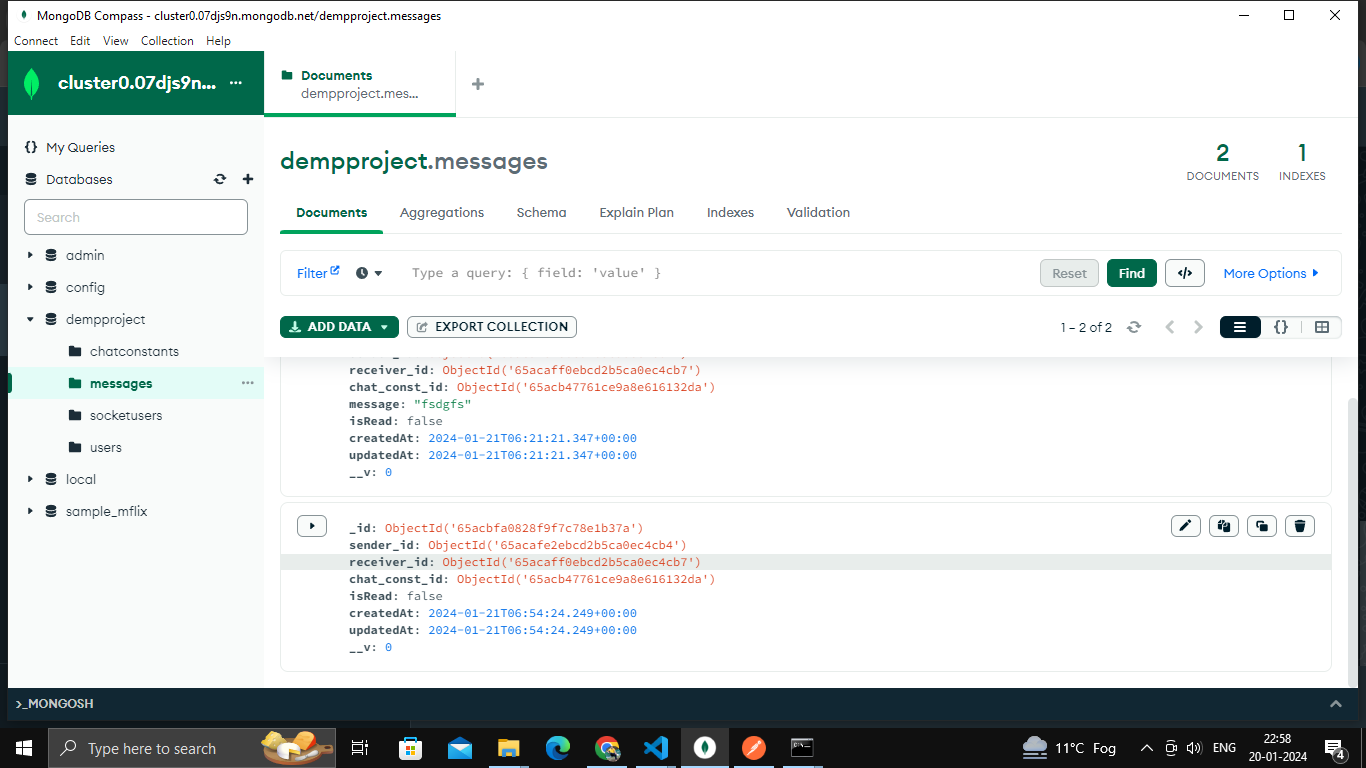 MongoDB Compass - cluster0.07djs9n.mongodb.net/dempproject.messages
Connect Edit View Collection Help
cluster0.07djs9n...
Documents
dempproject.mes...
My Queries
Databases
Search
admin
config
dempproject
chatconstants
messages
socketusers
users
local
sample_mflix
dempproject.messages
2
DOCUMENTS
1
INDEXES
Documents Aggregations Schema Explain Plan Indexes Validation
Filter
Type a query: { field: 'value' }
Reset
Find
</>
More Options
ADD DATA
EXPORT COLLECTION
1 – 2 of 2
{}
receiver_id: ObjectId('65acaff0ebcd2b5ca0ec4cb7')
chat_const_id: ObjectId('65acb47761ce9a8e616132da')
message: "fsdgfs"
isRead: false
createdAt: 2024-01-21T06:21:21.347+00:00
updatedAt: 2024-01-21T06:21:21.347+00:00
__v: 0
_id: ObjectId('65acbfa0828f9f7c78e1b37a')
sender_id: ObjectId('65acafe2ebcd2b5ca0ec4cb4')
receiver_id: ObjectId('65acaff0ebcd2b5ca0ec4cb7')
chat_const_id: ObjectId('65acb47761ce9a8e616132da')
isRead: false
createdAt: 2024-01-21T06:54:24.249+00:00
updatedAt: 2024-01-21T06:54:24.249+00:00
__v: 0
>_MONGOSH
Type here to search
11°C Fog
ENG
22:58
20-01-2024
4